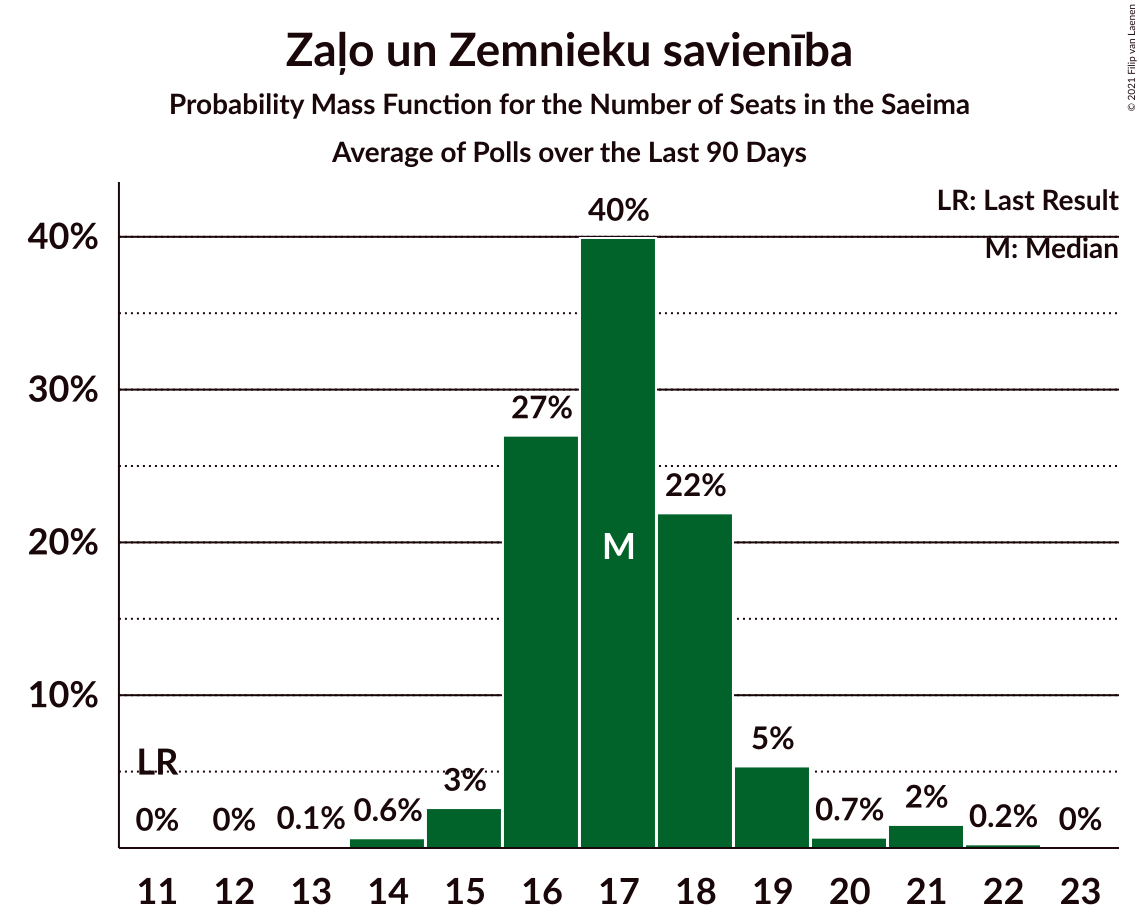 Zaļo un Zemnieku savienība
Probability Mass Function for the Number of Seats in the Saeima
Average of Polls over the Last 90 Days
© 2021 Filip van Laenen
LR: Last Result
M: Median
40%
30%
20%
10%
LR
0%
0%
0.1%
0.6%
3%
27%
40%
M
22%
5%
0.7%
2%
0.2%
0%
11 12 13 14 15 16 17 18 19 20 21 22 23